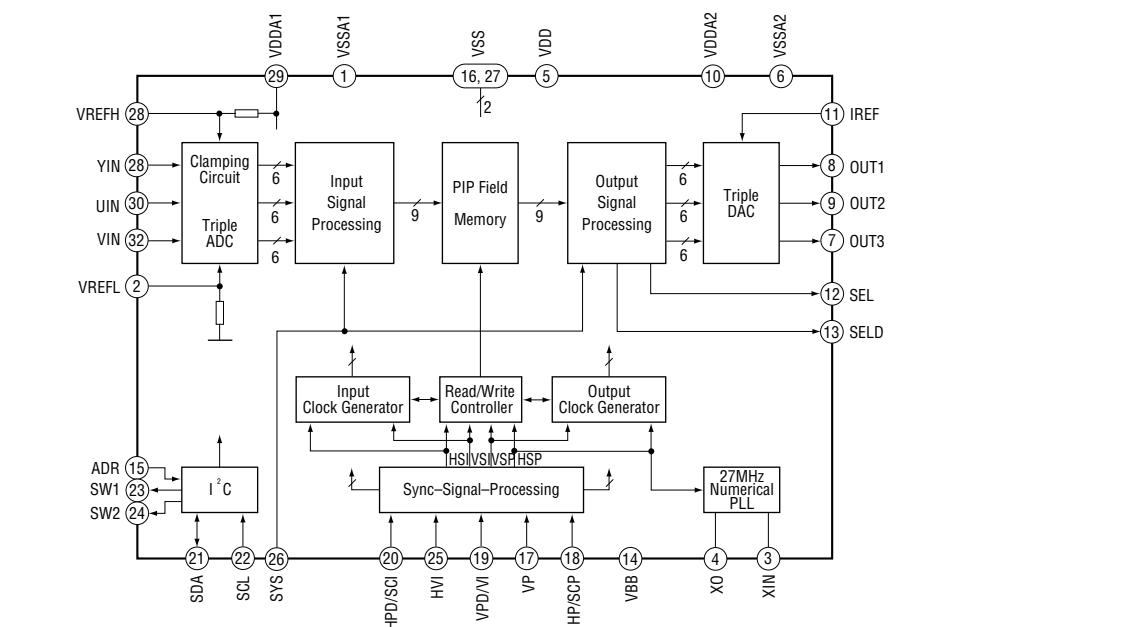 VDDA1
VSSA1
VSS
VDD
VDDA2
VSSA2
29
1
16, 27
5
10
6
2
VREFH 28
11 IREF
YIN 28
UIN 30
VIN 32
VREFL 2
Clamping
Circuit
Triple
ADC
6
6
6
Input
Signal
Processing
9
PIP Field
Memory
9
Output
Signal
Processing
6
6
6
Triple
DAC
8 OUT1
9 OUT2
7 OUT3
12 SEL
13 SELD
Input
Clock Generator
Read/Write
Controller
Output
Clock Generator
HSI VSI VSP HSP
ADR 15
SW1 23
SW2 24
I2C
Sync–Signal–Processing
27MHz
Numerical
PLL
21
22
26
20
25
19
17
18
14
4
3
SDA
SCL
SYS
HPD/SCI
HVI
VPD/VI
VP
HP/SCP
VBB
XO
XIN